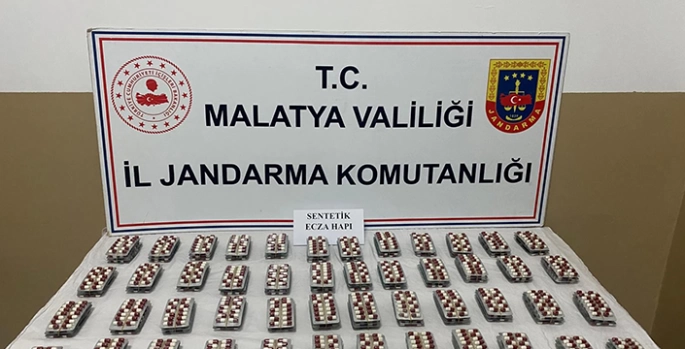 T.C.
MALATYA VALİLİĞİ
İL JANDARMA KOMUTANLIĞI
JANDARMA
SENTETİK
ECZA HAPI